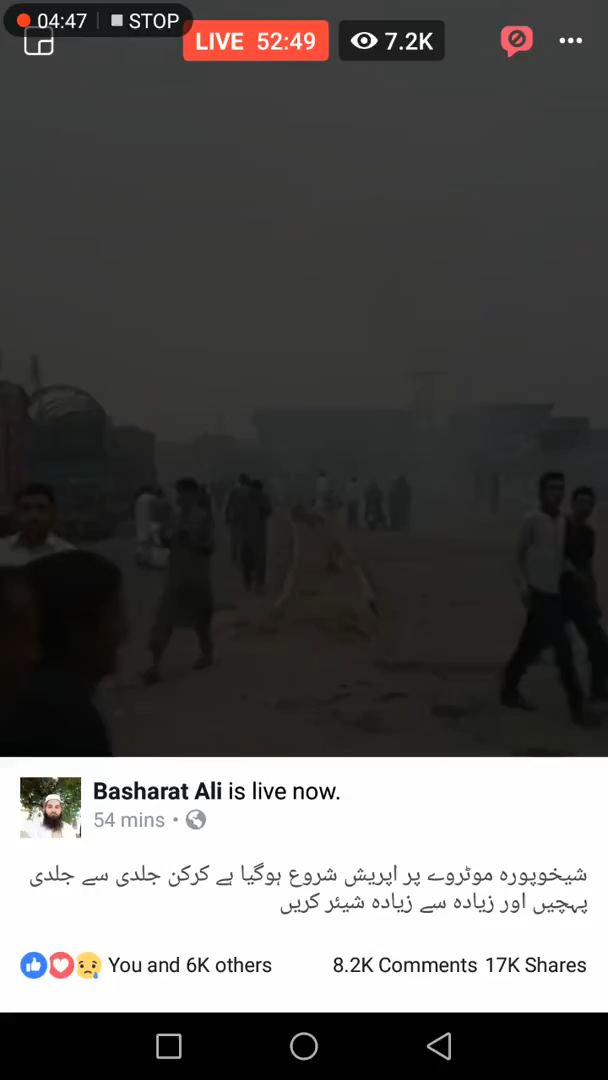 04:47 STOP
LIVE 52:49 7.2K
Basharat Ali is live now.
54 mins
شیخوپورہ موٹروے پر اپریش شروع ہوگیا ہے کرکن جلدی سے جلدی
پہچیں اور زیادہ سے زیادہ شیئر کریں
You and 6K others 8.2K Comments 17K Shares